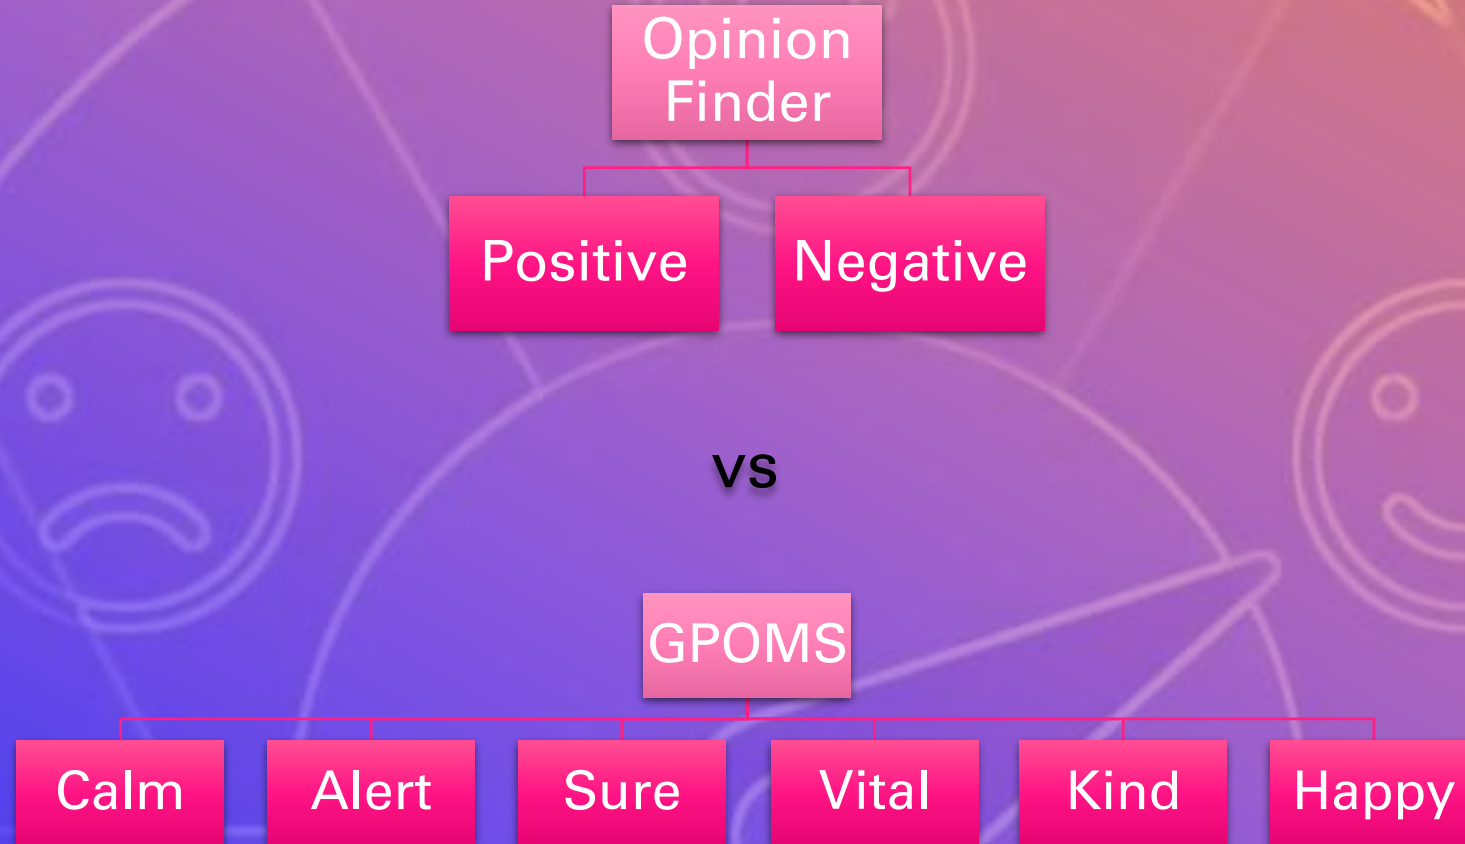 Opinion
Finder
Positive Negative
vs
GPOMS
Calm Alert Sure Vital Kind Happy